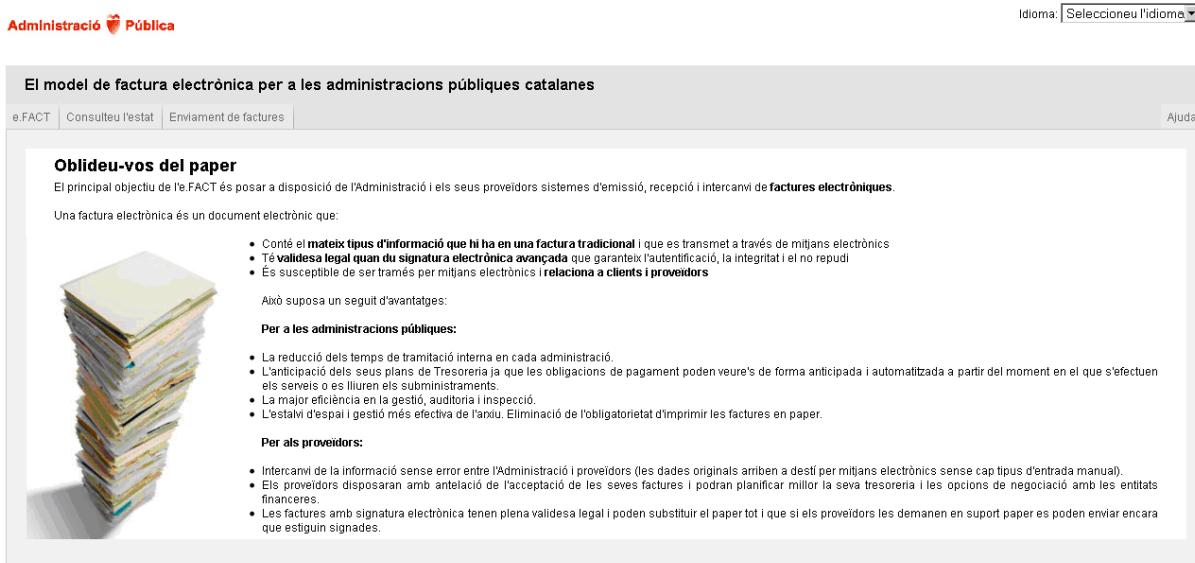 Idioma: Seleccioneu l'idioma
Administració Pública
El model de factura electrònica per a les administracions públiques catalanes
e.FACT Consulteu l'estat Enviament de factures Ajuda
Oblideu-vos del paper
El principal objectiu de l'e.FACT és posar a disposició de l'Administració i els seus proveïdors sistemes d'emissió, recepció i intercanvi de factures electròniques.
Una factura electrònica és un document electrònic que:
Conté el mateix tipus d'informació que hi ha en una factura tradicional i que es transmet a través de mitjans electrònics
Té validesa legal quan du signatura electrònica avançada que garanteix l'autentificació, la integritat i el no repudi
És susceptible de ser tramés per mitjans electrònics i relaciona a clients i proveïdors
Això suposa un seguit d'avantatges:
Per a les administracions públiques:
La reducció dels temps de tramitació interna en cada administració.
L'anticipació dels seus plans de Tresoreria ja que les obligacions de pagament poden veure's de forma anticipada i automatitzada a partir del moment en el que s'efectuen
els serveis o es lliuren els subministraments.
La major eficiència en la gestió, auditoria i inspecció.
L'estalvi d'espai i gestió més efectiva de l'arxiu. Eliminació de l'obligatorietat d'imprimir les factures en paper.
Per als proveïdors:
Intercanvi de la informació sense error entre l'Administració i proveïdors (les dades originals arriben a destí per mitjans electrònics sense cap tipus d'entrada manual).
Els proveïdors disposaran amb antelació de l'acceptació de les seves factures i podran planificar millor la seva tresoreria i les opcions de negociació amb les entitats
financeres.
Les factures amb signatura electrònica tenen plena validesa legal i poden substituir el paper tot i que si els proveïdors les demanen en suport paper es poden enviar encara
que estiguin signades.